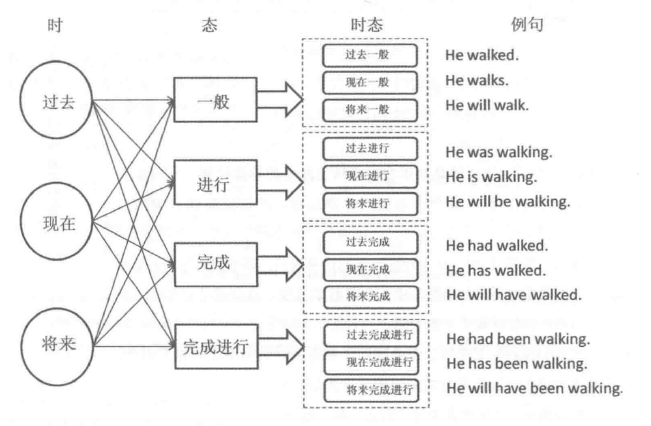 时 态 时态 例句
过去
现在
将来
一般
进行
完成
完成进行
过去一般 He walked.
现在一般 He walks.
将来一般 He will walk.
过去进行 He was walking.
现在进行 He is walking.
将来进行 He will be walking.
过去完成 He had walked.
现在完成 He has walked.
将来完成 He will have walked.
过去完成进行 He had been walking.
现在完成进行 He has been walking.
将来完成进行 He will have been walking.